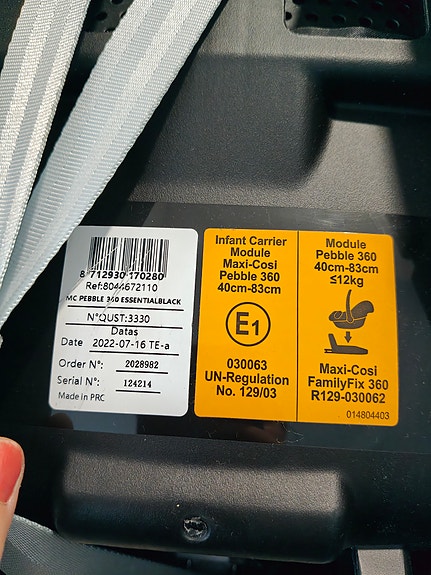 8 712930 170280
Ref:8044672110
MC PEBBLE 360 ESSENTIALBLACK
N°QUST:3330
Datas
Date 2022-07-16 TE-a
Order N°: 2028982
Serial N°: 124214
Made in PRC
Infant Carrier
Module
Maxi-Cosi
Pebble 360
40cm-83cm
E1
030063
UN-Regulation
No. 129/03
Module
Pebble 360
40cm-83cm
≤12kg
Maxi-Cosi
FamilyFix 360
R129-030062
014804403